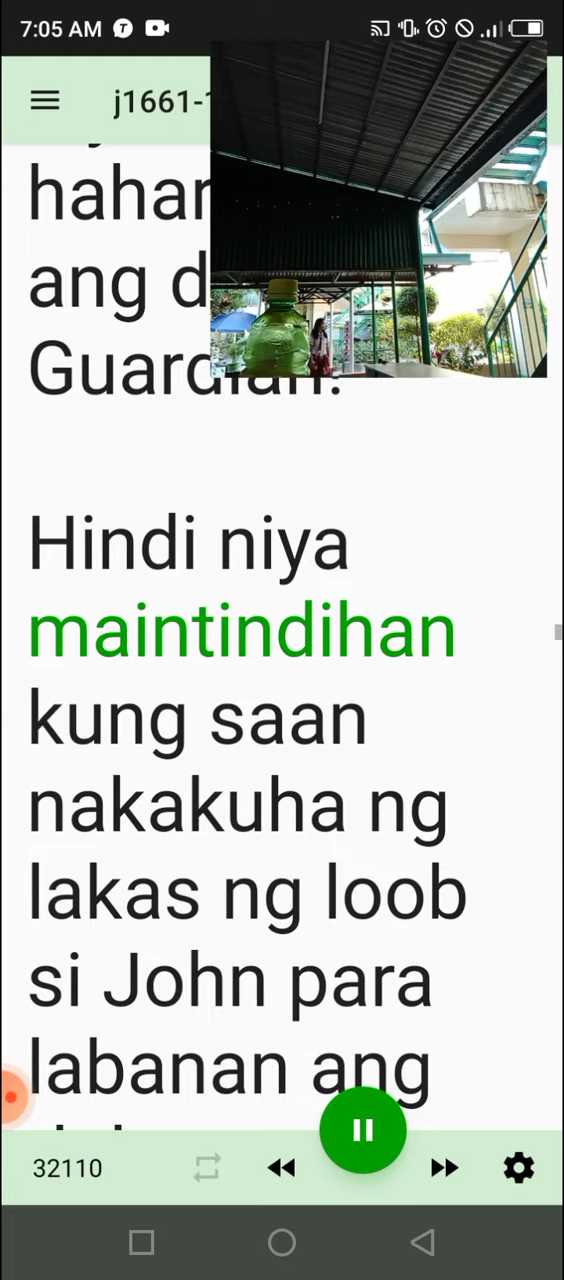 7:05 AM
j1661-1
ang d
Hindi niya
maintindihan
kung saan
nakakuha ng
lakas ng loob
si John para
labanan ang
32110